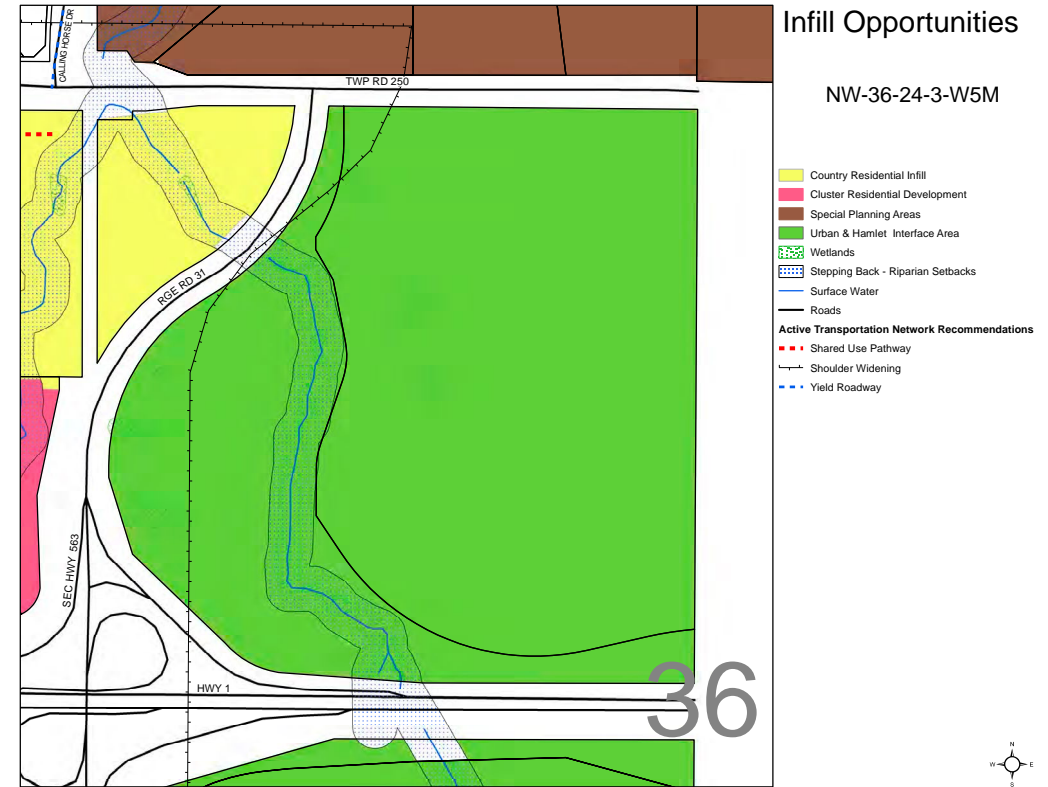 Infill Opportunities
NW-36-24-3-W5M
Country Residential Infill
Cluster Residential Development
Special Planning Areas
Urban & Hamlet Interface Area
Wetlands
Stepping Back - Riparian Setbacks
Surface Water
Roads
Active Transportation Network Recommendations
Shared Use Pathway
Shoulder Widening
Yield Roadway
CALLING HORSE DR
TWP RD 250
RGE RD 31
SEC HWY 563
HWY 1
36
N
W
E
S